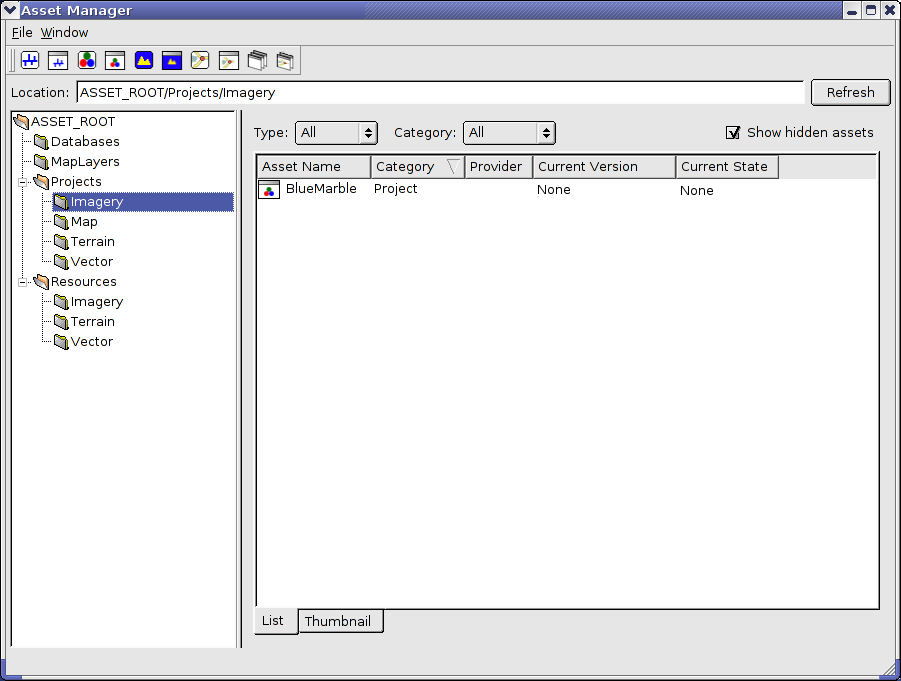 Asset Manager
File Window
Location: ASSET_ROOT/Projects/Imagery Refresh
ASSET_ROOT
Databases
MapLayers
Projects
Imagery
Map
Terrain
Vector
Resources
Imagery
Terrain
Vector
Type: All Category: All Show hidden assets
Asset Name Category Provider Current Version Current State
BlueMarble Project None None
List Thumbnail